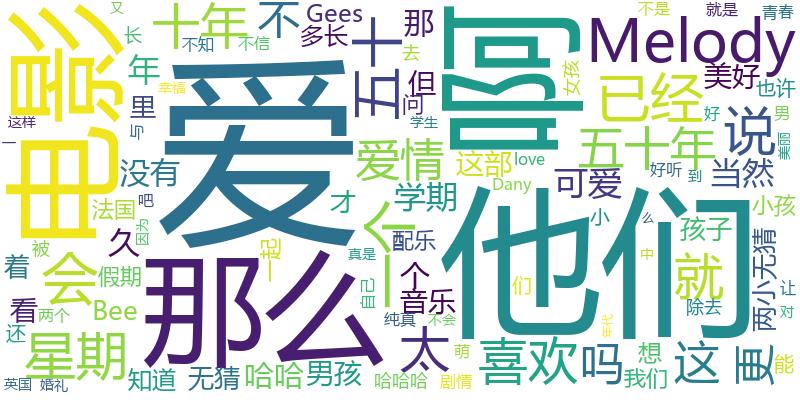 电影
爱
那么
他们
啊
Melody
十年
五十
不
Gees
多长
那
但
去
问
又
长
不知
不信
年
里
幸福
与
这样
一
没有
吧
法国
久
因为
被
着
会
假期
看
Bee
还
两个
星期
英国
婚礼
知道
无猜
哈哈
男孩
哈哈哈
一起
真是
自己
才
爱情
学期
一个
配乐
个
音乐
纯真
不会
太
萌
剧情
学生
这部
love
Dany
们
喜欢
吗
可爱
小
女孩
已经
五十年
说
当然
美好
不是
就是
青春
也许
好
男
美丽
好听
到
小孩
孩子
么
中
就
除去
两小无猜
让
对
年代
想
我们
这
更
能